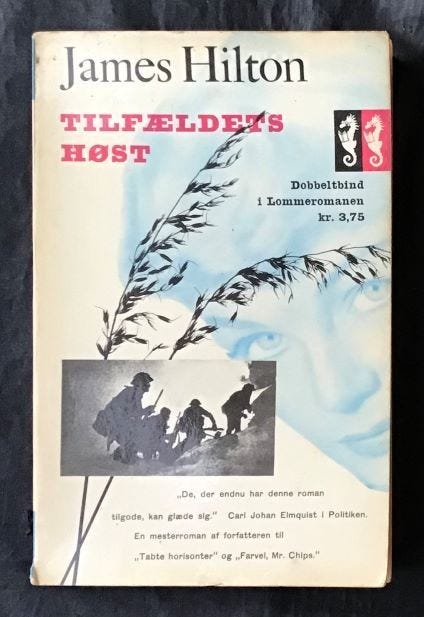 James Hilton
TILFÆLDETS
HØST
Dobbeltbind
i Lommeromanen
kr. 3,75
„De, der endnu har denne roman
tilgode, kan glæde sig." Carl Johan Elmquist i Politiken.
En mesterroman af forfatteren til
„Tabte horisonter" og „Farvel, Mr. Chips."